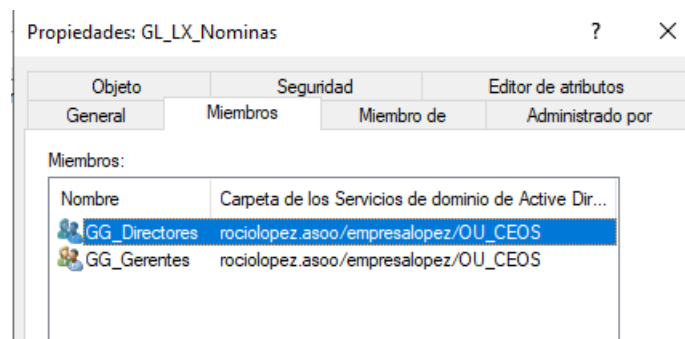 Propiedades: GL_LX_Nominas ? ✕
Objeto Seguridad Editor de atributos
General Miembros Miembro de Administrado por
Miembros:
Nombre Carpeta de los Servicios de dominio de Active Dir...
GG_Directores rociolopez.asoo/empresalopez/OU_CEOS
GG_Gerentes rociolopez.asoo/empresalopez/OU_CEOS